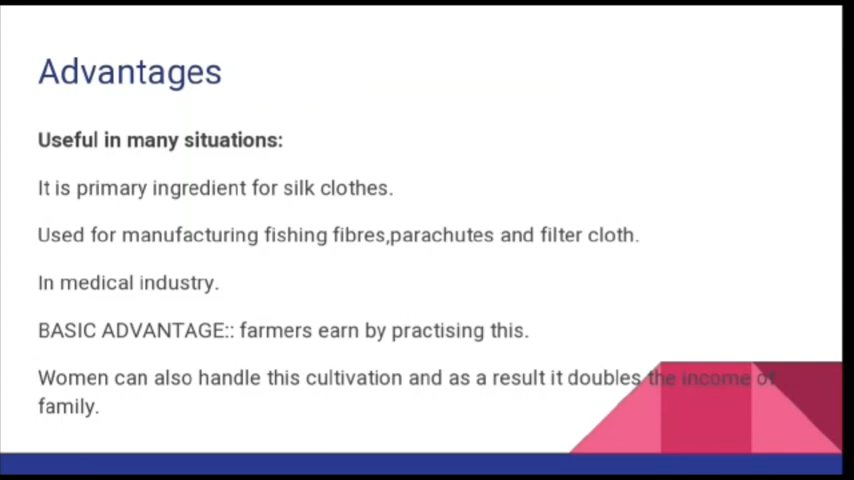 Advantages
Useful in many situations:
It is primary ingredient for silk clothes.
Used for manufacturing fishing fibres,parachutes and filter cloth.
In medical industry.
BASIC ADVANTAGE:: farmers earn by practising this.
Women can also handle this cultivation and as a result it doubles the income of
family.